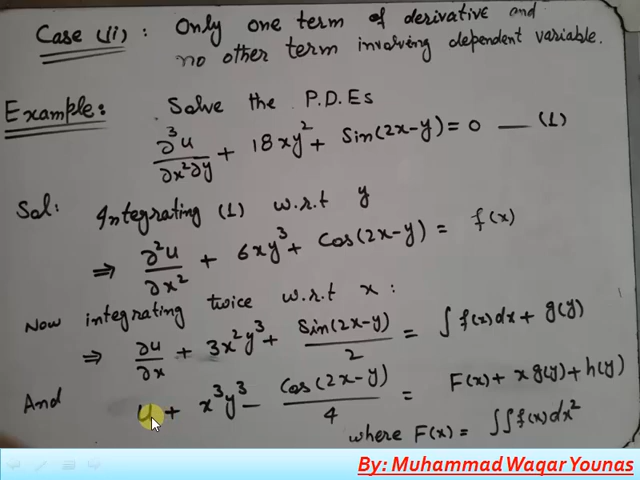 Case (ii): Only one term of derivative and
no other term involving dependent variable.
Example: Solve the P.D.Es
∂³u/∂x²∂y + 18xy² + Sin(2x-y) = 0 — (1)
Sol: Integrating (1) w.r.t y
⇒ ∂²u/∂x² + 6xy³ + Cos(2x-y) = f(x)
Now integrating twice w.r.t x:
⇒ ∂u/∂x + 3x²y³ + Sin(2x-y)/2 = ∫f(x)dx + g(y)
And u + x³y³ - Cos(2x-y)/4 = F(x) + xg(y) + h(y)
where F(x) = ∫∫f(x)dx²
By: Muhammad Waqar Younas